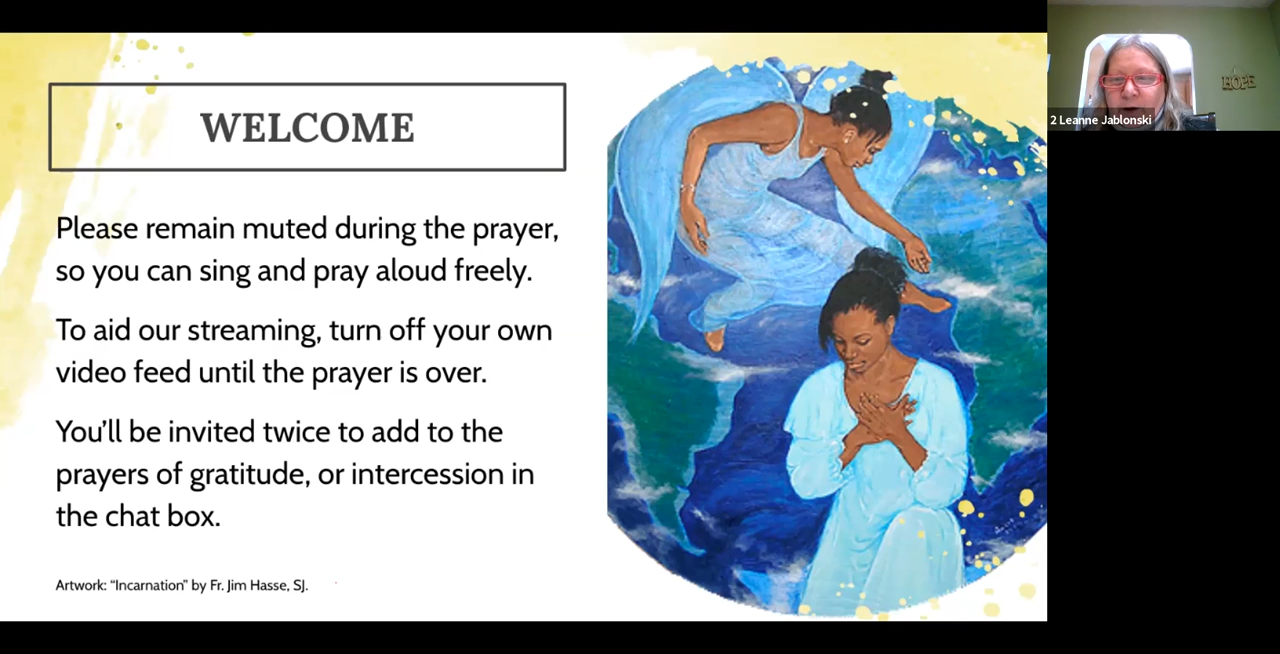 WELCOME
Please remain muted during the prayer,
so you can sing and pray aloud freely.
To aid our streaming, turn off your own
video feed until the prayer is over.
You’ll be invited twice to add to the
prayers of gratitude, or intercession in
the chat box.
Artwork: “Incarnation” by Fr. Jim Hasse, SJ.
HOPE
2 Leanne Jablonski